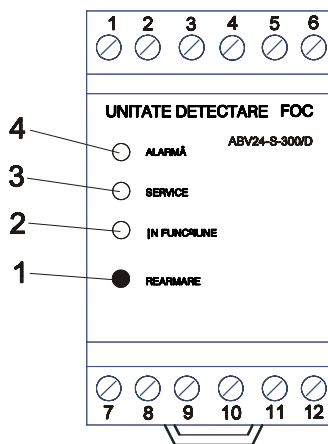 1 2 3 4 5 6
UNITATE DETECTARE FOC
ABV24-S-300/D
4 ALARMĂ
3 SERVICE
2 ȚN FUNCȚIUNE
1 REARMARE
7 8 9 10 11 12